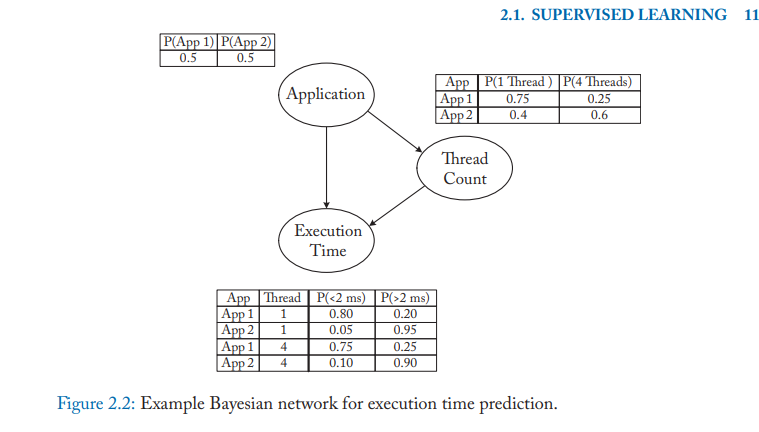 2.1. SUPERVISED LEARNING 11
P(App 1) P(App 2)
0.5 0.5
Application
App P(1 Thread ) P(4 Threads)
App 1 0.75 0.25
App 2 0.4 0.6
Thread
Count
Execution
Time
App Thread P(<2 ms) P(>2 ms)
App 1 1 0.80 0.20
App 2 1 0.05 0.95
App 1 4 0.75 0.25
App 2 4 0.10 0.90
Figure 2.2: Example Bayesian network for execution time prediction.